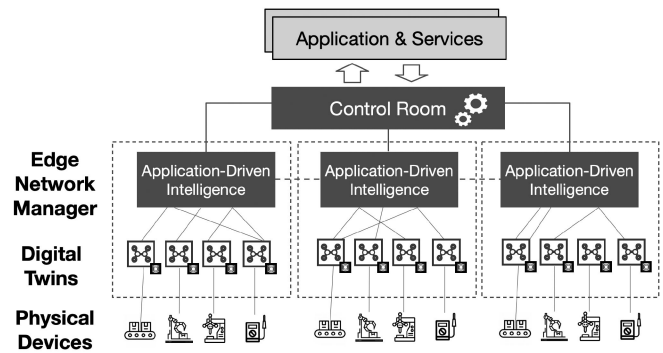 Application & Services
Control Room
Edge
Network
Manager
Application-Driven
Intelligence
Application-Driven
Intelligence
Application-Driven
Intelligence
Digital
Twins
Physical
Devices